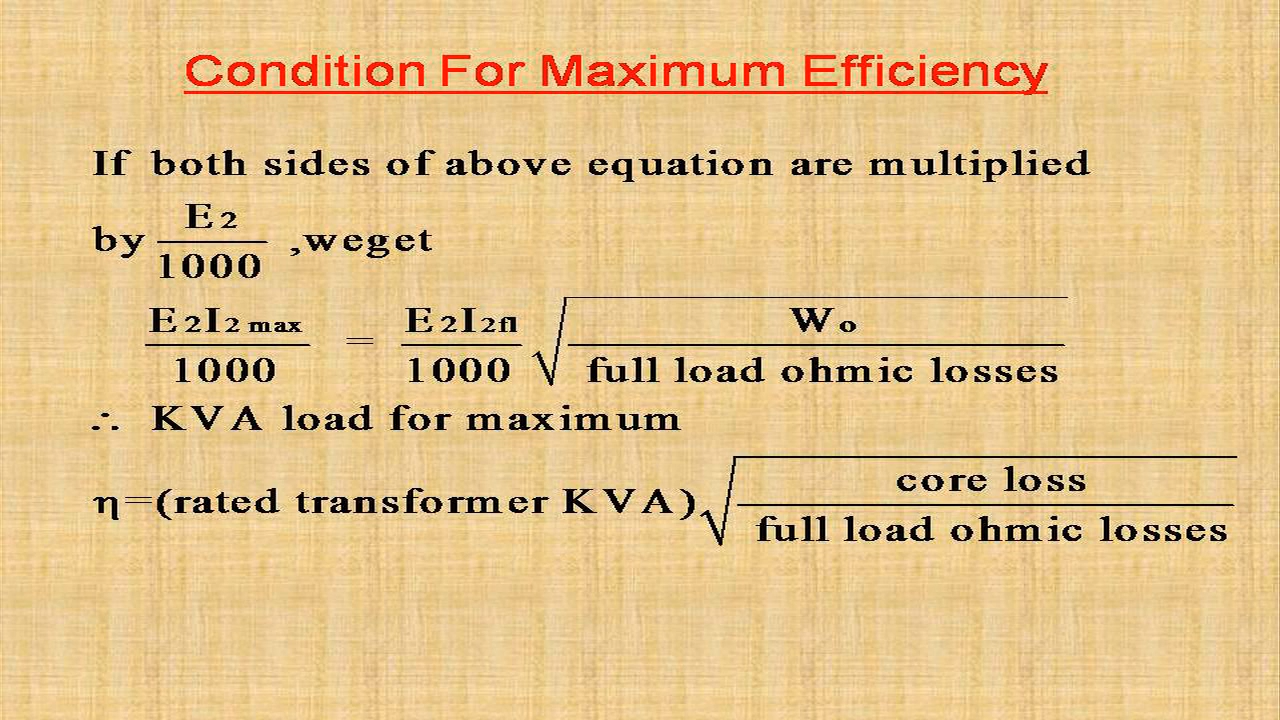 Condition For Maximum Efficiency
If both sides of above equation are multiplied
by E₂/1000 ,weget
E₂I₂ max/1000 = E₂I₂fl/1000 √(Wo/full load ohmic losses)
∴ KVA load for maximum
η=(rated transformer KVA)√(core loss/full load ohmic losses)